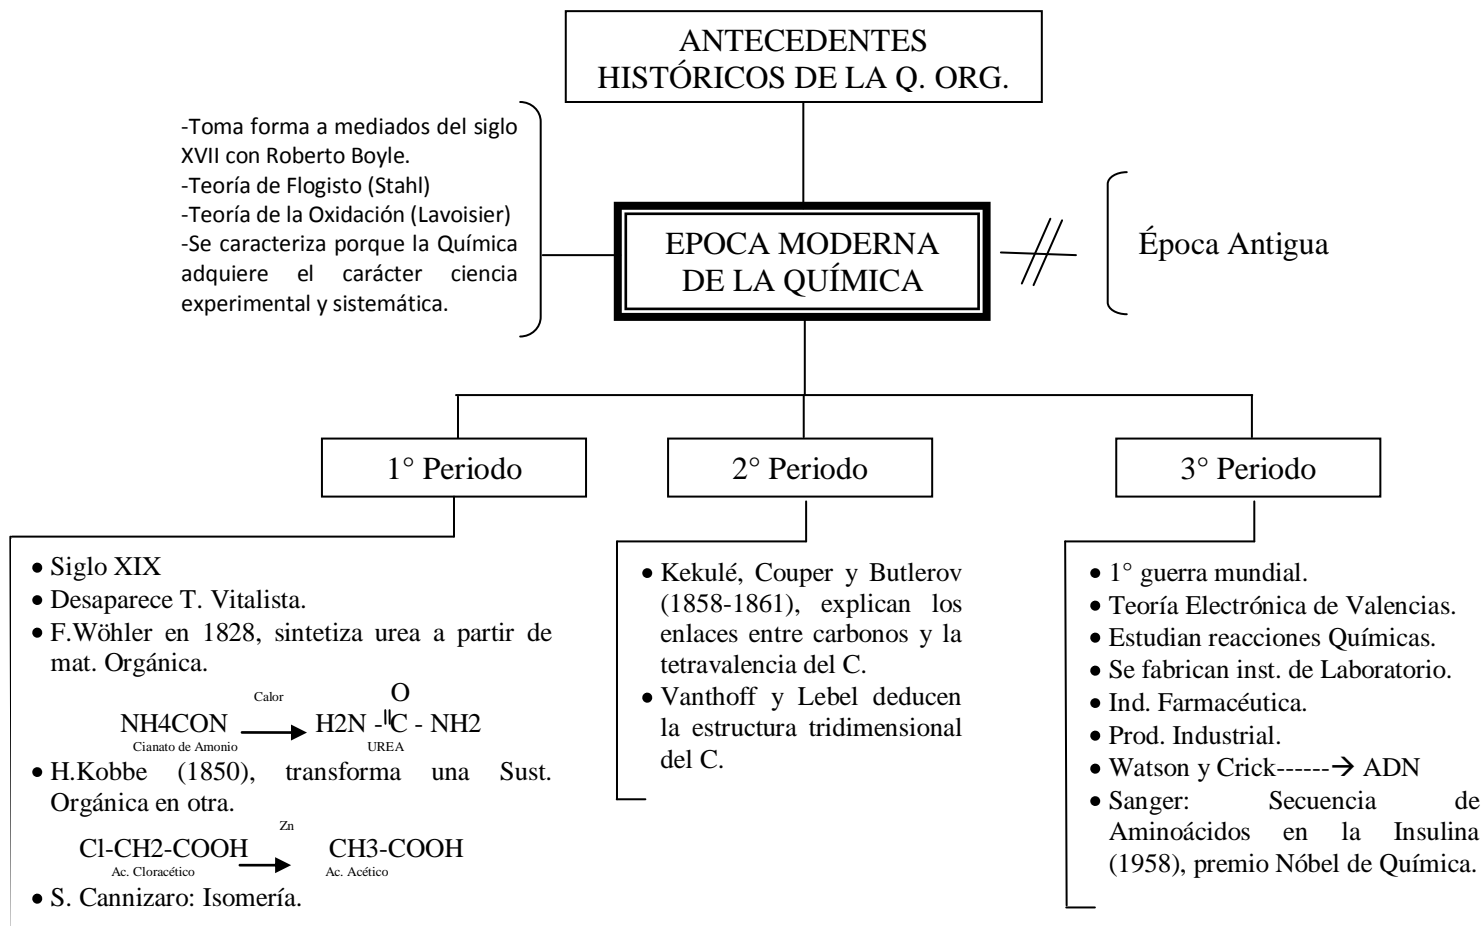 ANTECEDENTES
HISTÓRICOS DE LA Q. ORG.
-Toma forma a mediados del siglo
XVII con Roberto Boyle.
-Teoría de Flogisto (Stahl)
-Teoría de la Oxidación (Lavoisier)
-Se caracteriza porque la Química
adquiere el carácter ciencia
experimental y sistemática.
EPOCA MODERNA
DE LA QUÍMICA
Época Antigua
1° Periodo
• Siglo XIX
• Desaparece T. Vitalista.
• F.Wöhler en 1828, sintetiza urea a partir de
mat. Orgánica.
Calor
O
NH4CON → H2N -C - NH2
Cianato de Amonio UREA
• H.Kobbe (1850), transforma una Sust.
Orgánica en otra.
Zn
Cl-CH2-COOH → CH3-COOH
Ac. Cloracético Ac. Acético
• S. Cannizaro: Isomería.
2° Periodo
• Kekulé, Couper y Butlerov
(1858-1861), explican los
enlaces entre carbonos y la
tetravalencia del C.
• Vanthoff y Lebel deducen
la estructura tridimensional
del C.
3° Periodo
• 1° guerra mundial.
• Teoría Electrónica de Valencias.
• Estudian reacciones Químicas.
• Se fabrican inst. de Laboratorio.
• Ind. Farmacéutica.
• Prod. Industrial.
• Watson y Crick------→ ADN
• Sanger: Secuencia de
Aminoácidos en la Insulina
(1958), premio Nóbel de Química.